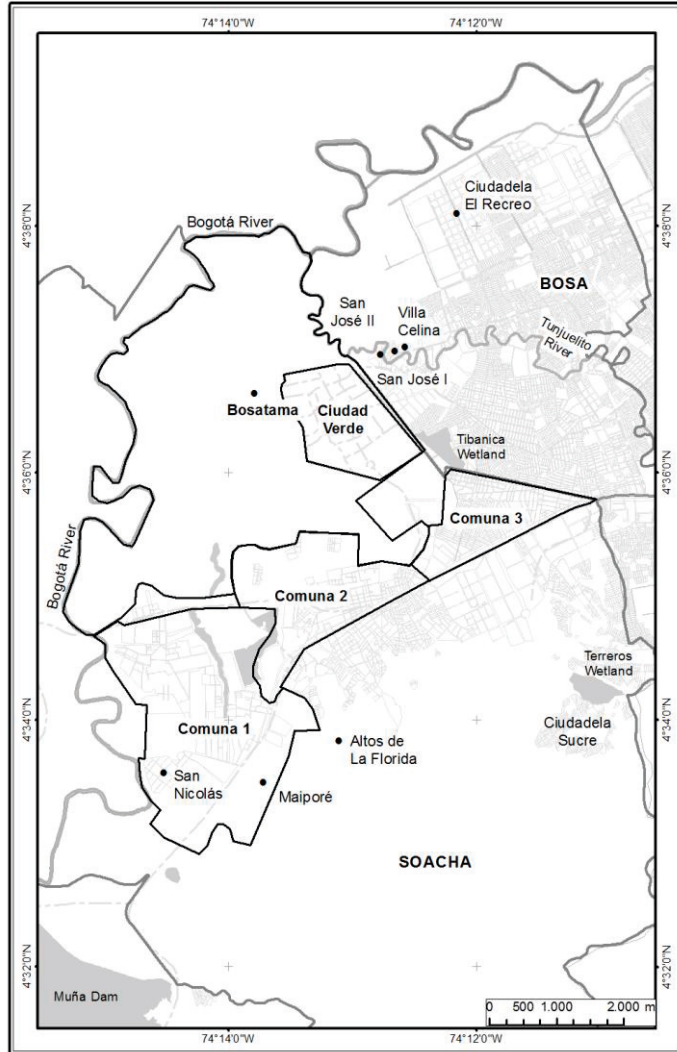 74°14'0"W
74°12'0"W
Ciudadela
El Recreo
4°38'0"N
4°38'0"N
Bogotá River
BOSA
San
José II
Villa
Celina
Tunjuelito
River
San José I
Bosatama
Ciudad
Verde
Tibanica
Wetland
4°36'0"N
4°36'0"N
Comuna 3
Bogotá River
Comuna 2
Terreros
Wetland
4°34'0"N
4°34'0"N
Comuna 1
Altos de
La Florida
Ciudadela
Sucre
San
Nicolás
Maiporé
SOACHA
4°32'0"N
4°32'0"N
Muña Dam
0 500 1.000 2.000 m
74°14'0"W
74°12'0"W